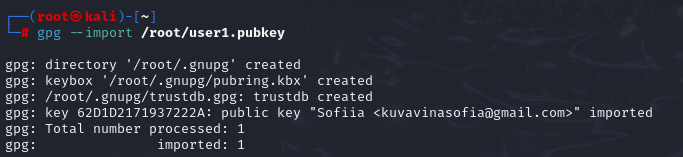 ┌──(root㉿kali)-[~]
└─# gpg --import /root/user1.pubkey
gpg: directory '/root/.gnupg' created
gpg: keybox '/root/.gnupg/pubring.kbx' created
gpg: /root/.gnupg/trustdb.gpg: trustdb created
gpg: key 62D1D2171937222A: public key "Sofiia <kuvavinasofia@gmail.com>" imported
gpg: Total number processed: 1
gpg:               imported: 1